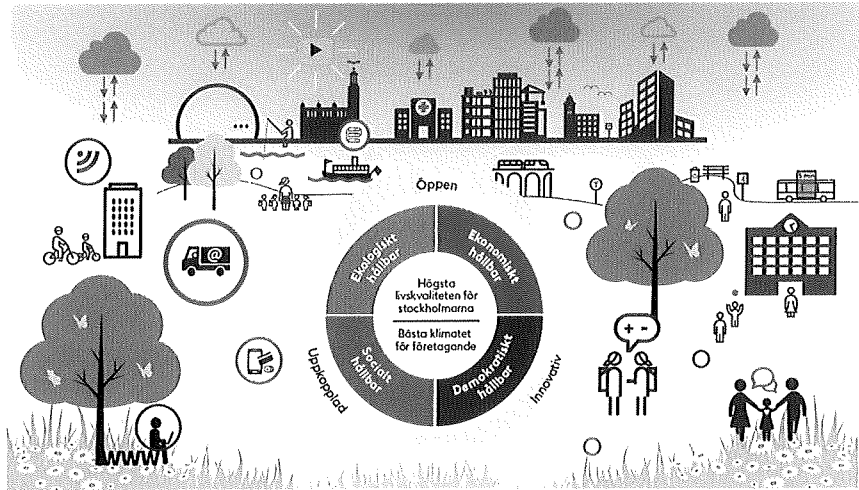 Öppen
Ekologiskt
hållbar
Ekonomiskt
hållbar
Högsta
livskvaliteten för
stockholmarna
Bästa klimatet
för företagande
Socialt
hållbar
Demokratiskt
hållbar
Uppkopplad
Innovativ
@
T
+ -